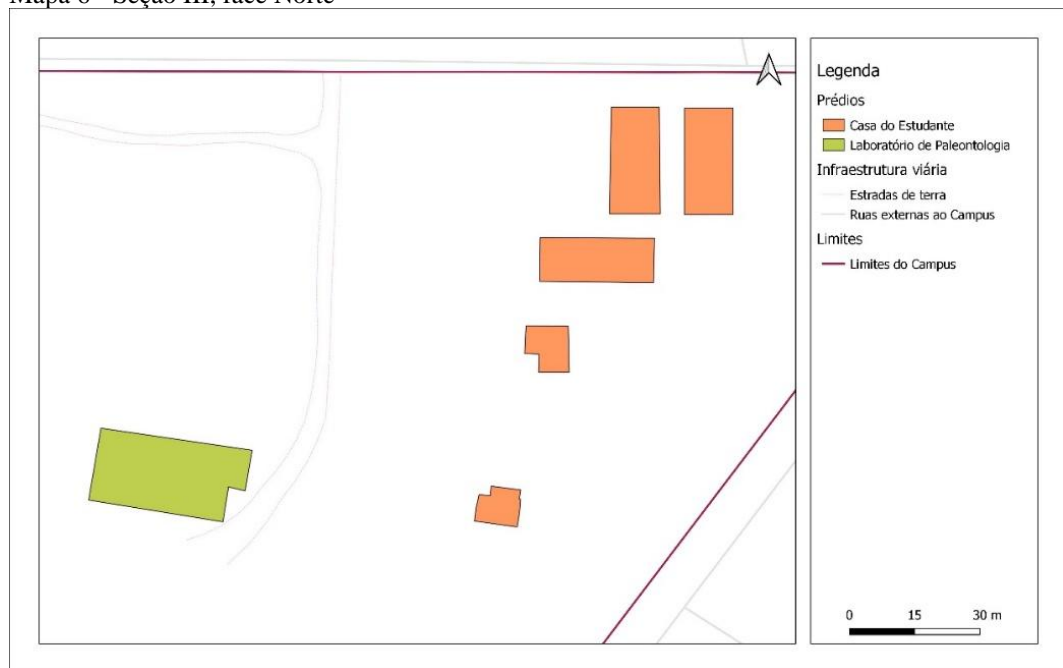 Mapa 6 - Seção III, face Norte
Legenda
Prédios
Casa do Estudante
Laboratório de Paleontologia
Infraestrutura viária
Estradas de terra
Ruas externas ao Campus
Limites
Limites do Campus
0 15 30 m